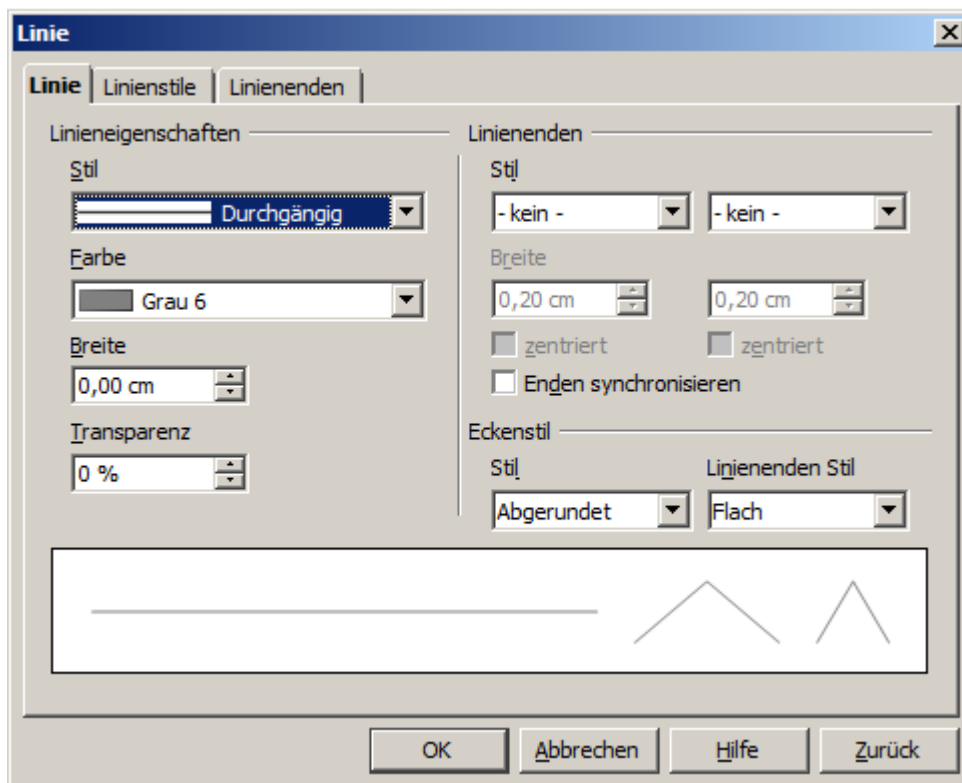 Linie
Linie Linienstile Linienenden
Linieneigenschaften
Stil
Durchgängig
Farbe
Grau 6
Breite
0,00 cm
Transparenz
0 %
Linienenden
Stil
- kein - - kein -
Breite
0,20 cm 0,20 cm
zentriert zentriert
Enden synchronisieren
Eckenstil
Stil Linienenden Stil
Abgerundet Flach
OK Abbrechen Hilfe Zurück